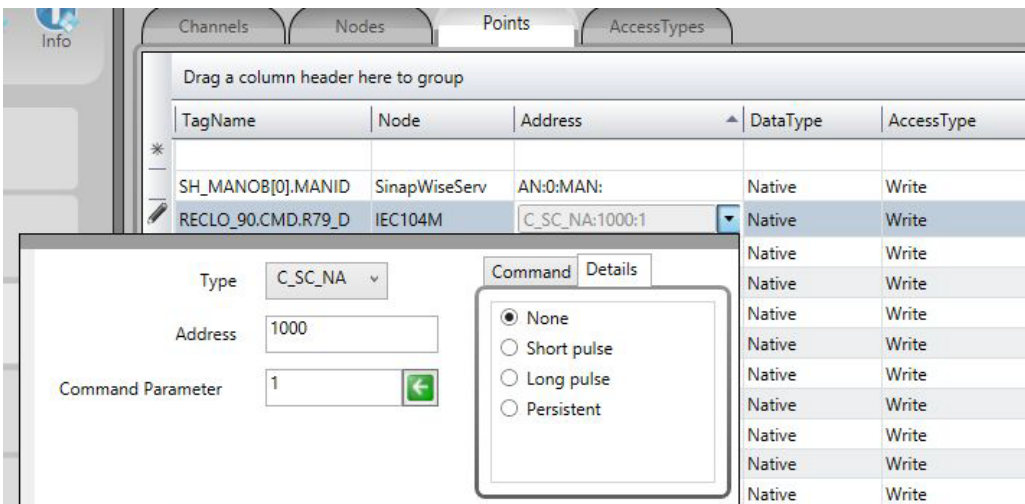 Info
Channels Nodes Points AccessTypes
Drag a column header here to group
TagName Node Address DataType AccessType
SH_MANOB[0].MANID SinapWiseServ AN:0:MAN: Native Write
RECLO_90.CMD.R79_D IEC104M C_SC_NA:1000:1 Native Write
Native Write
Type C_SC_NA Command Details
Native Write
None
Native Write
Address 1000 Short pulse
Native Write
Command Parameter 1 Long pulse
Native Write
Persistent
Native Write
Native Write
Native Write
Native Write